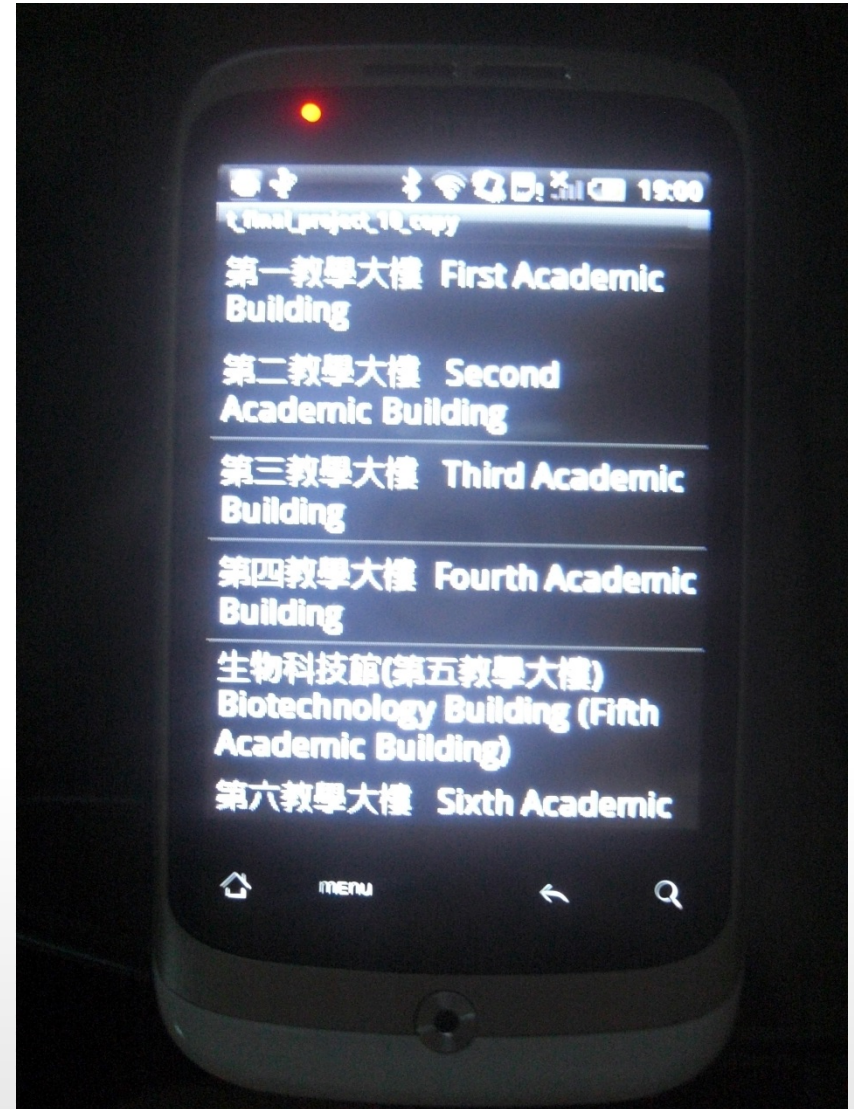 19:00
t_final_project_10_copy
第一教學大樓 First Academic
Building
第二教學大樓 Second
Academic Building
第三教學大樓 Third Academic
Building
第四教學大樓 Fourth Academic
Building
生物科技館(第五教學大樓)
Biotechnology Building (Fifth
Academic Building)
第六教學大樓 Sixth Academic
menu